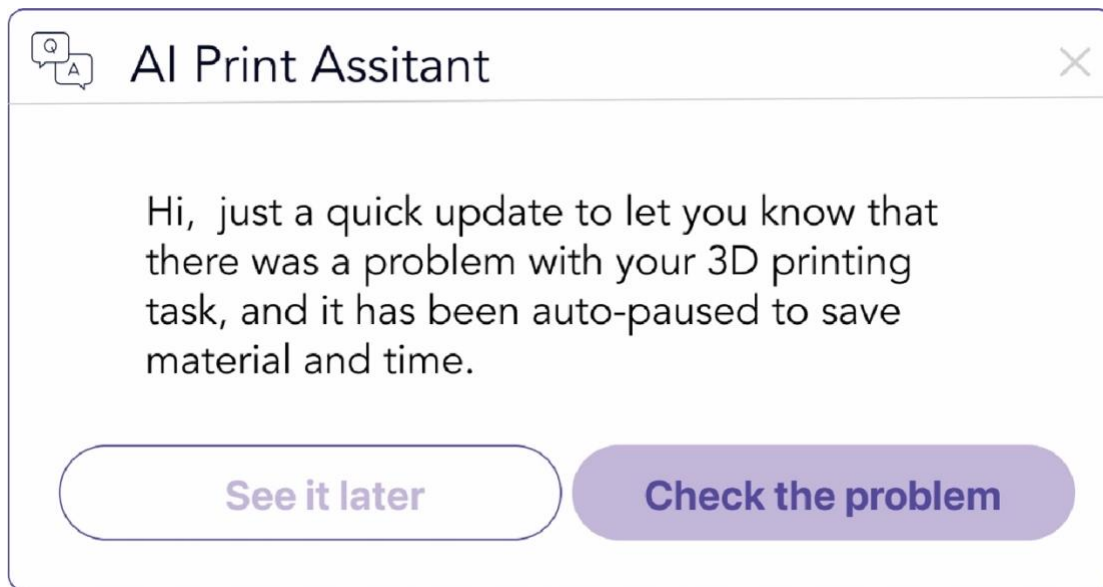 Q
A
AI Print Assitant
Hi,  just a quick update to let you know that
there was a problem with your 3D printing
task, and it has been auto-paused to save
material and time.
See it later
Check the problem